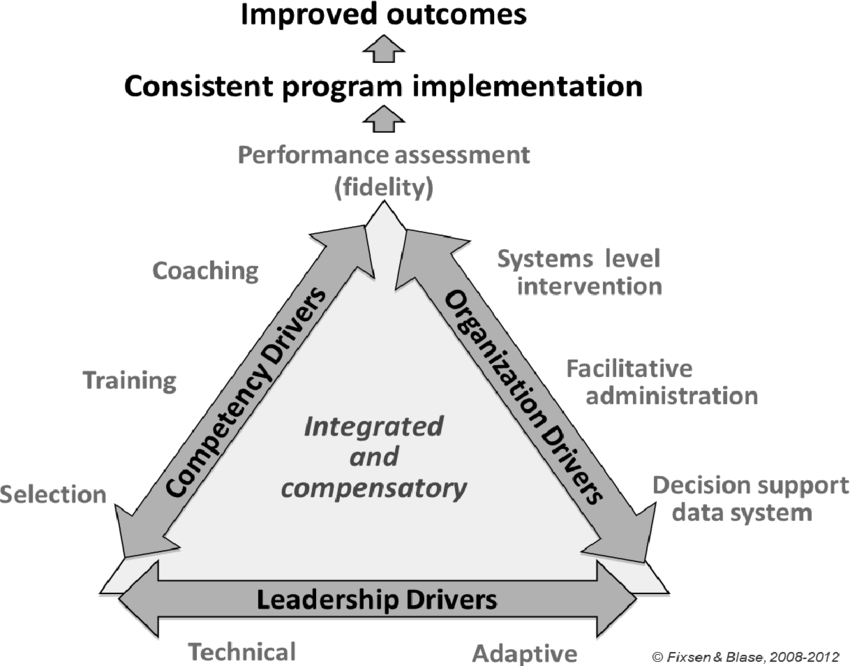 Improved outcomes
Consistent program implementation
Performance assessment
(fidelity)
Coaching
Training
Selection
Competency Drivers
Systems level
intervention
Facilitative
administration
Decision support
data system
Organization Drivers
Integrated
and
compensatory
Leadership Drivers
Technical
Adaptive
© Fixsen & Blase, 2008-2012